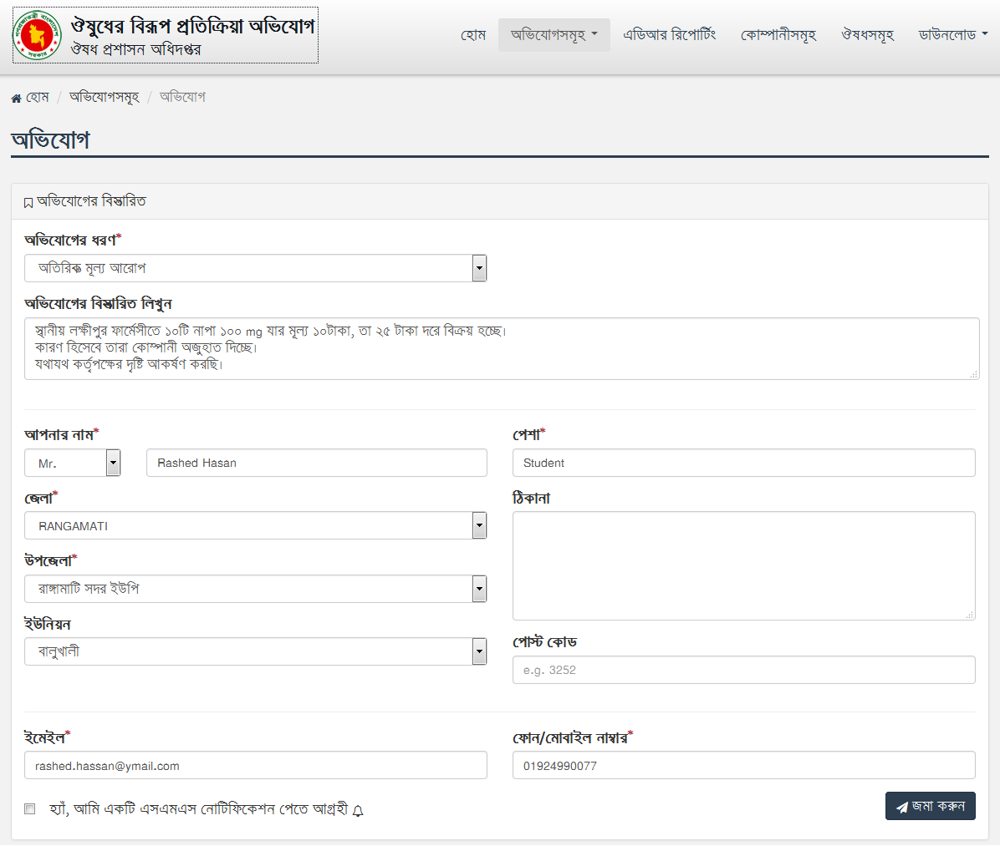 ঔষুধের বিরূপ প্রতিক্রিয়া অভিযোগ
ঔষধ প্রশাসন অধিদপ্তর
হোম
অভিযোগসমূহ
এডিআর রিপোর্টিং
কোম্পানীসমূহ
ঔষধসমূহ
ডাউনলোড
হোম / অভিযোগসমূহ / অভিযোগ
অভিযোগ
অভিযোগের বিস্তারিত
অভিযোগের ধরণ*
অতিরিক্ত মূল্য আরোপ
অভিযোগের বিস্তারিত লিখুন
স্থানীয় লক্ষীপুর ফার্মেসীতে ১০টি নাপা ১০০ mg যার মূল্য ১০টাকা, তা ২৫ টাকা দরে বিক্রয় হচ্ছে।
কারণ হিসেবে তারা কোম্পানী অজুহাত দিচ্ছে।
যথাযথ কর্তৃপক্ষের দৃষ্টি আকর্ষণ করছি।
আপনার নাম*
Mr.
Rashed Hasan
পেশা*
Student
জেলা*
RANGAMATI
ঠিকানা
উপজেলা*
রাঙ্গামাটি সদর ইউপি
ইউনিয়ন
বালুখালী
পোস্ট কোড
e.g. 3252
ইমেইল*
rashed.hassan@ymail.com
ফোন/মোবাইল নাম্বার*
01924990077
হ্যাঁ, আমি একটি এসএমএস নোটিফিকেশন পেতে আগ্রহী
জমা করুন